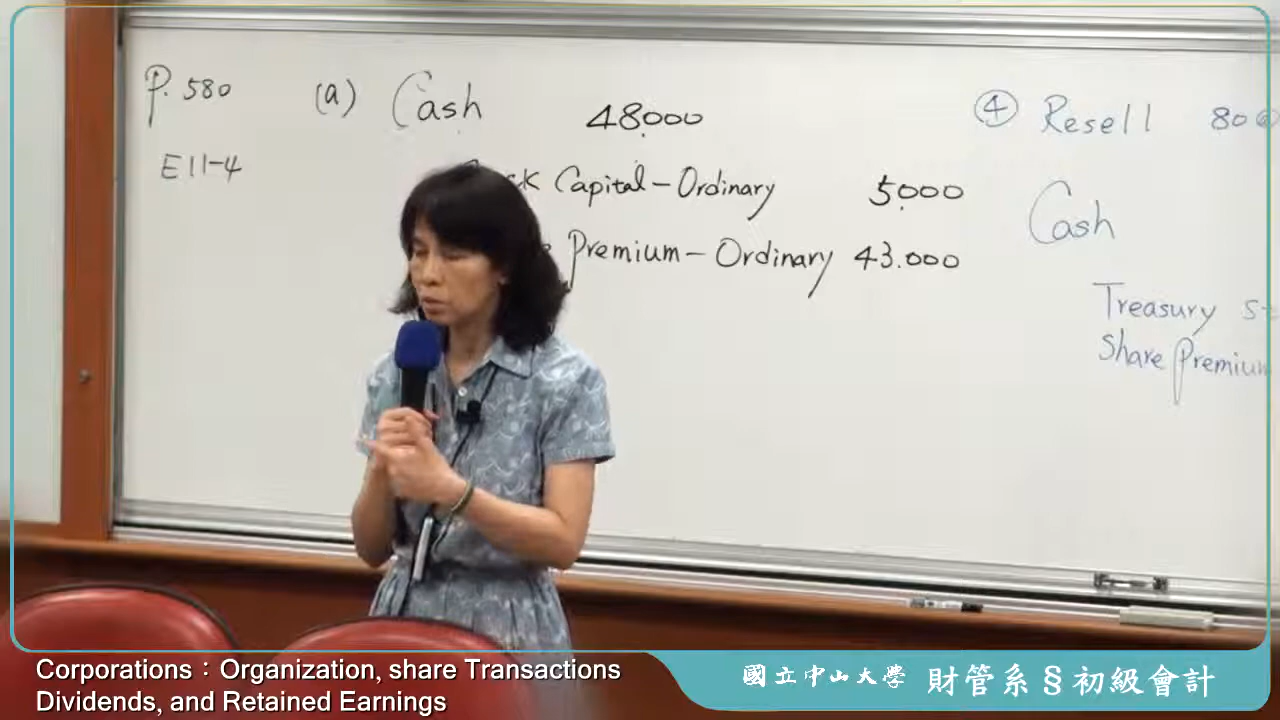 P. 580
E11-4
(a) Cash 48.000
Capital - Ordinary 5.000
Premium - Ordinary 43.000
④ Resell 80
Cash
Treasury
Share Premium
Corporations：Organization, share Transactions
Dividends, and Retained Earnings
國立中山大學 財管系§初級會計